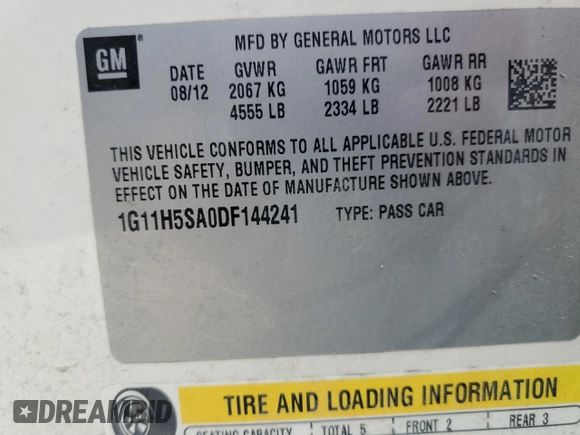 GM
MFD BY GENERAL MOTORS LLC
DATE GVWR GAWR FRT GAWR RR
08/12 2067 KG 1059 KG 1008 KG
4555 LB 2334 LB 2221 LB
THIS VEHICLE CONFORMS TO ALL APPLICABLE U.S. FEDERAL MOTOR
VEHICLE SAFETY, BUMPER, AND THEFT PREVENTION STANDARDS IN
EFFECT ON THE DATE OF MANUFACTURE SHOWN ABOVE.
1G11H5SA0DF144241 TYPE: PASS CAR
TIRE AND LOADING INFORMATION
SEATING CAPACITY TOTAL 5 FRONT 2 REAR 3
DREAMBID